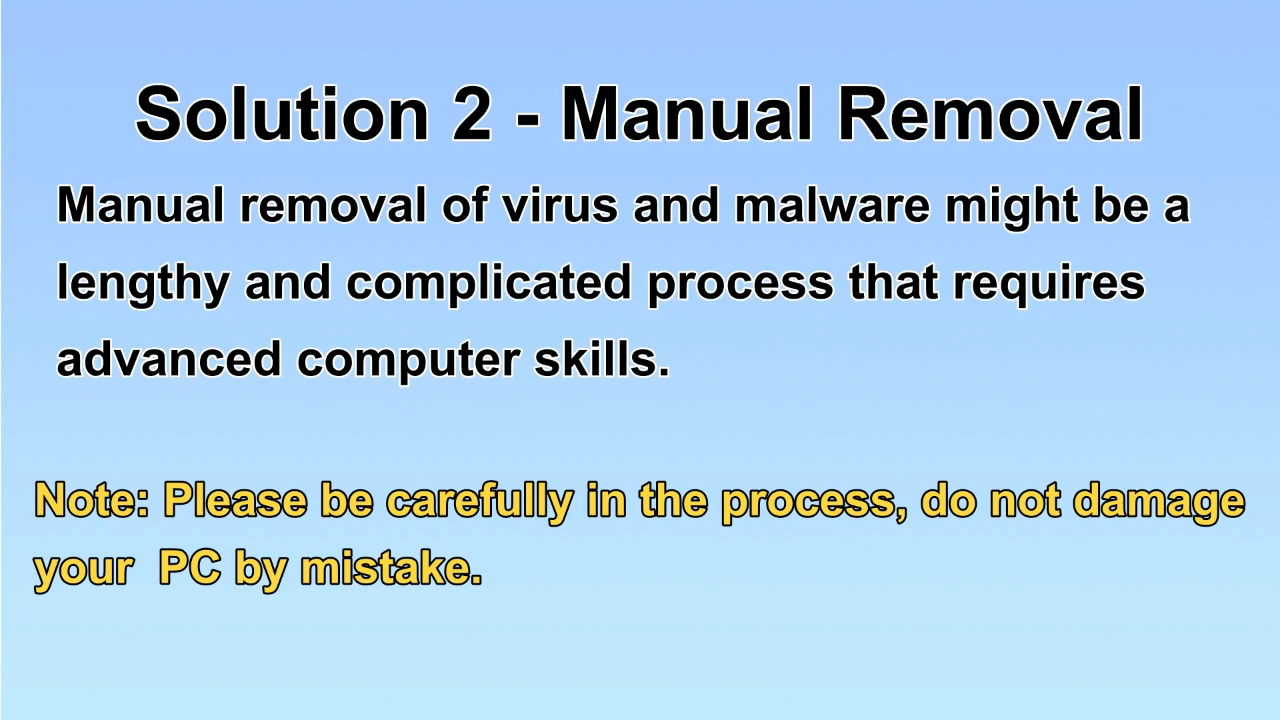 Solution 2 - Manual Removal
Manual removal of virus and malware might be a
lengthy and complicated process that requires
advanced computer skills.
Note: Please be carefully in the process, do not damage
your  PC by mistake.